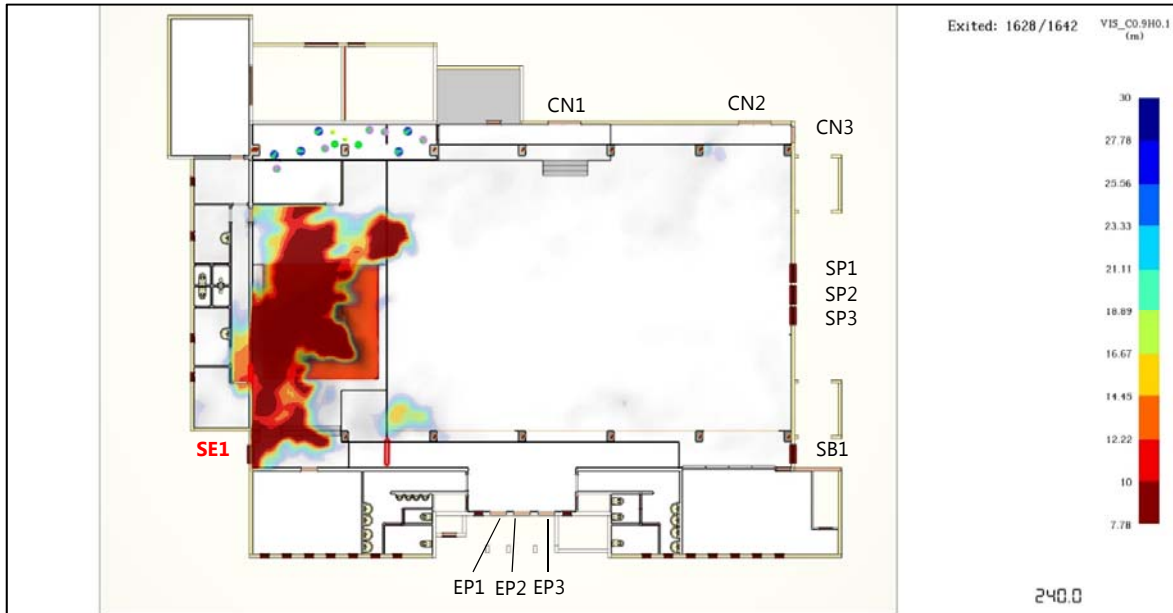 Exited: 1628/1642
VIS_C0.9H0.1
(m)
30
27.78
25.56
23.33
21.11
18.89
16.67
14.45
12.22
10
7.78
CN1
CN2
CN3
SP1
SP2
SP3
SE1
SB1
EP1 EP2 EP3
240.0